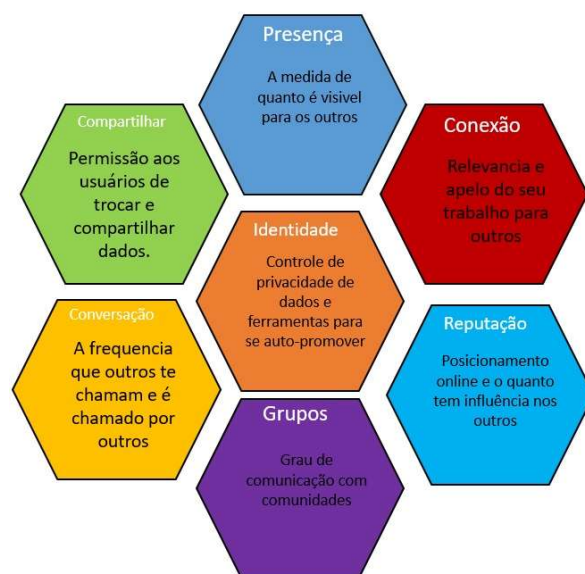 Presença
A medida de
quanto é visivel
para os outros
Compartilhar
Permissão aos
usuários de
trocar e
compartilhar
dados.
Conexão
Relevancia e
apelo do seu
trabalho para
outros
Identidade
Controle de
privacidade de
dados e
ferramentas para
se auto-promover
Conversação
A frequencia
que outros te
chamam e é
chamado por
outros
Reputação
Posicionamento
online e o quanto
tem influência nos
outros
Grupos
Grau de
comunicação com
comunidades